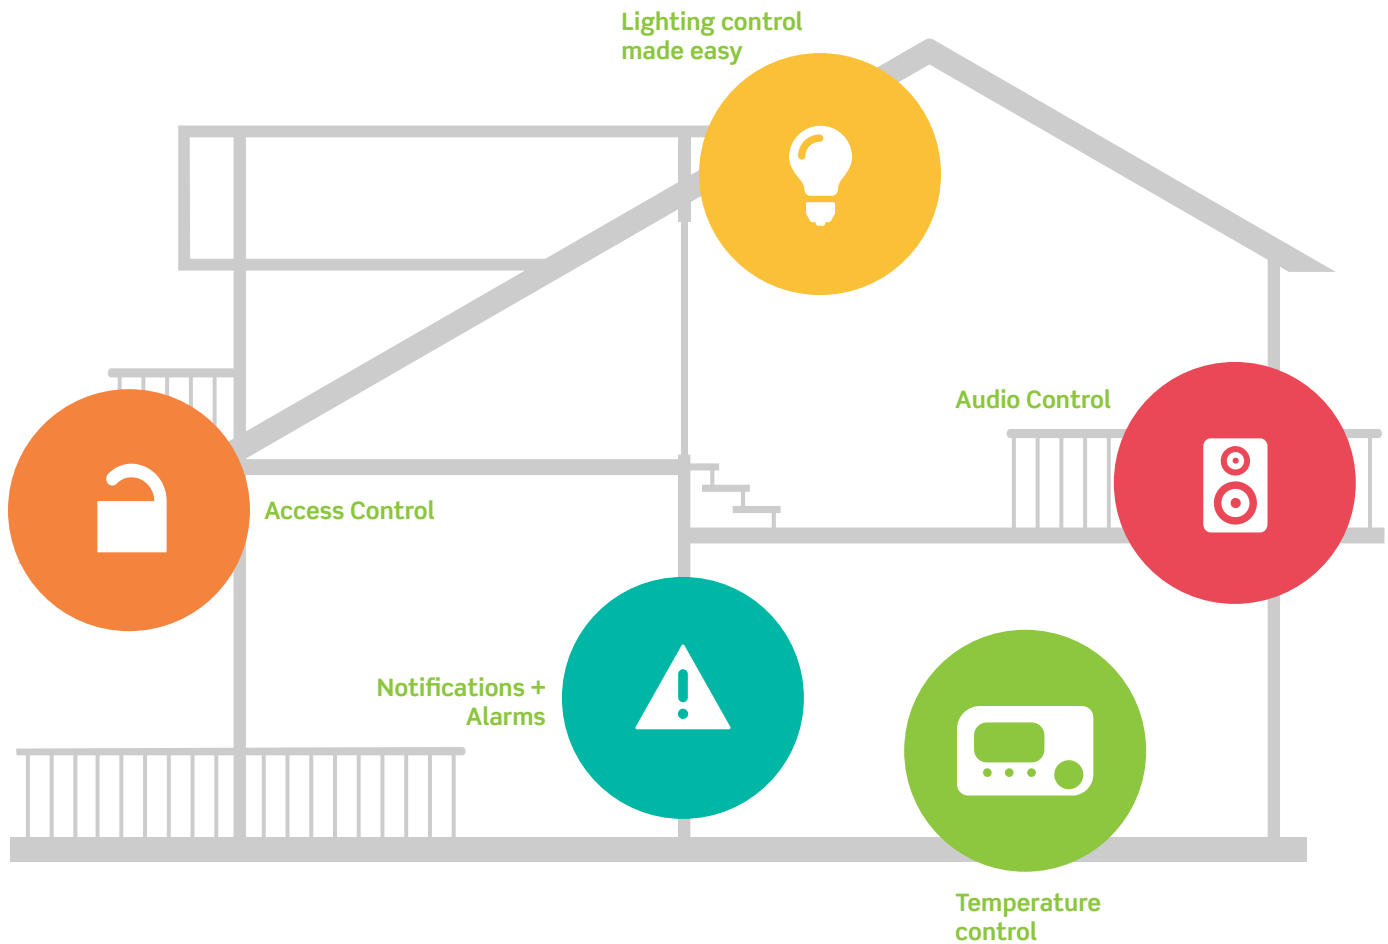 Lighting control
made easy
Audio Control
Access Control
Notifications +
Alarms
Temperature
control